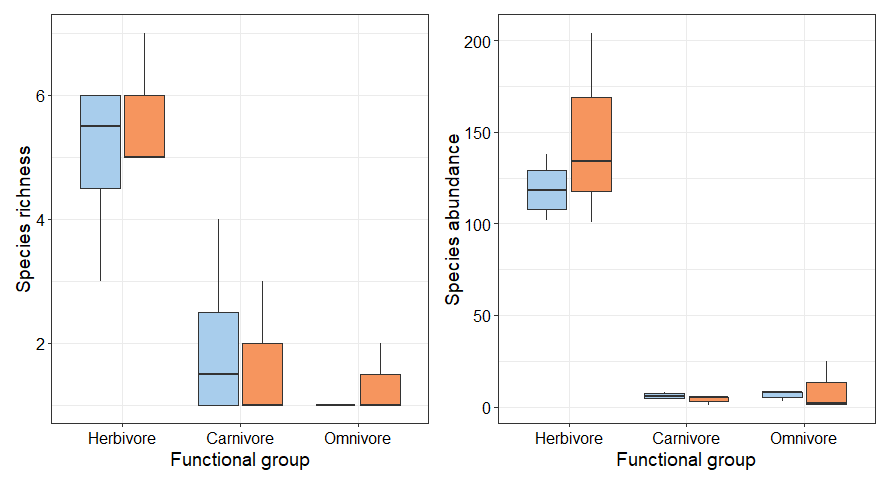 Species richness
6
4
2
Herbivore Carnivore Omnivore
Functional group
Species abundance
200
150
100
50
0
Herbivore Carnivore Omnivore
Functional group